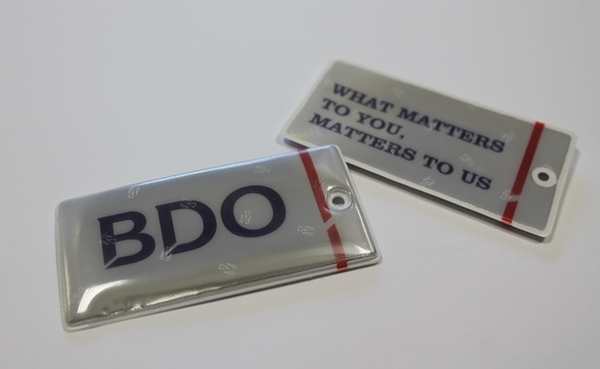 BDO
WHAT MATTERS
TO YOU,
MATTERS TO US